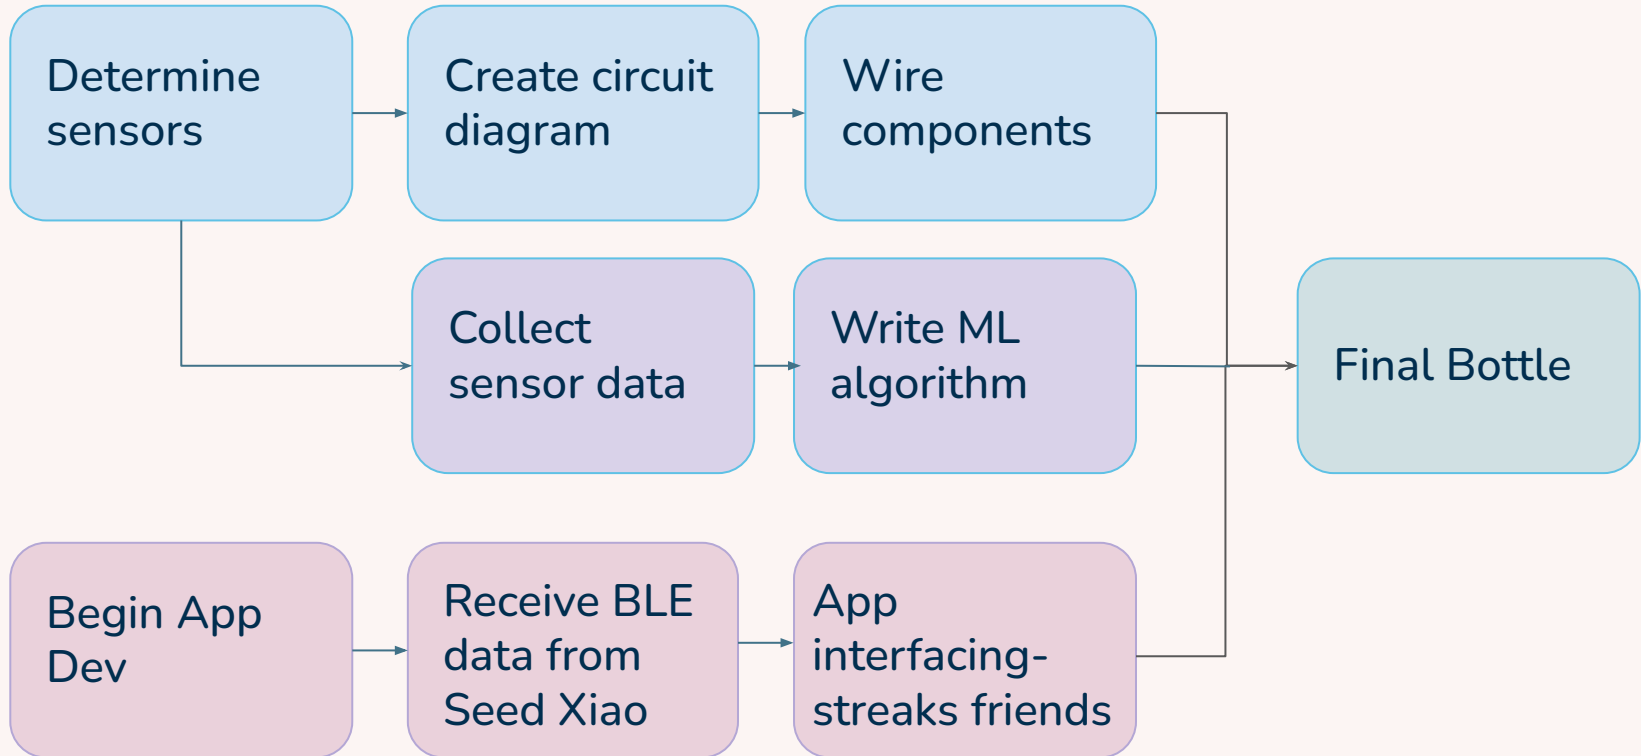 Determine
sensors
Create circuit
diagram
Wire
components
Collect
sensor data
Write ML
algorithm
Final Bottle
Begin App
Dev
Receive BLE
data from
Seed Xiao
App
interfacing-
streaks friends